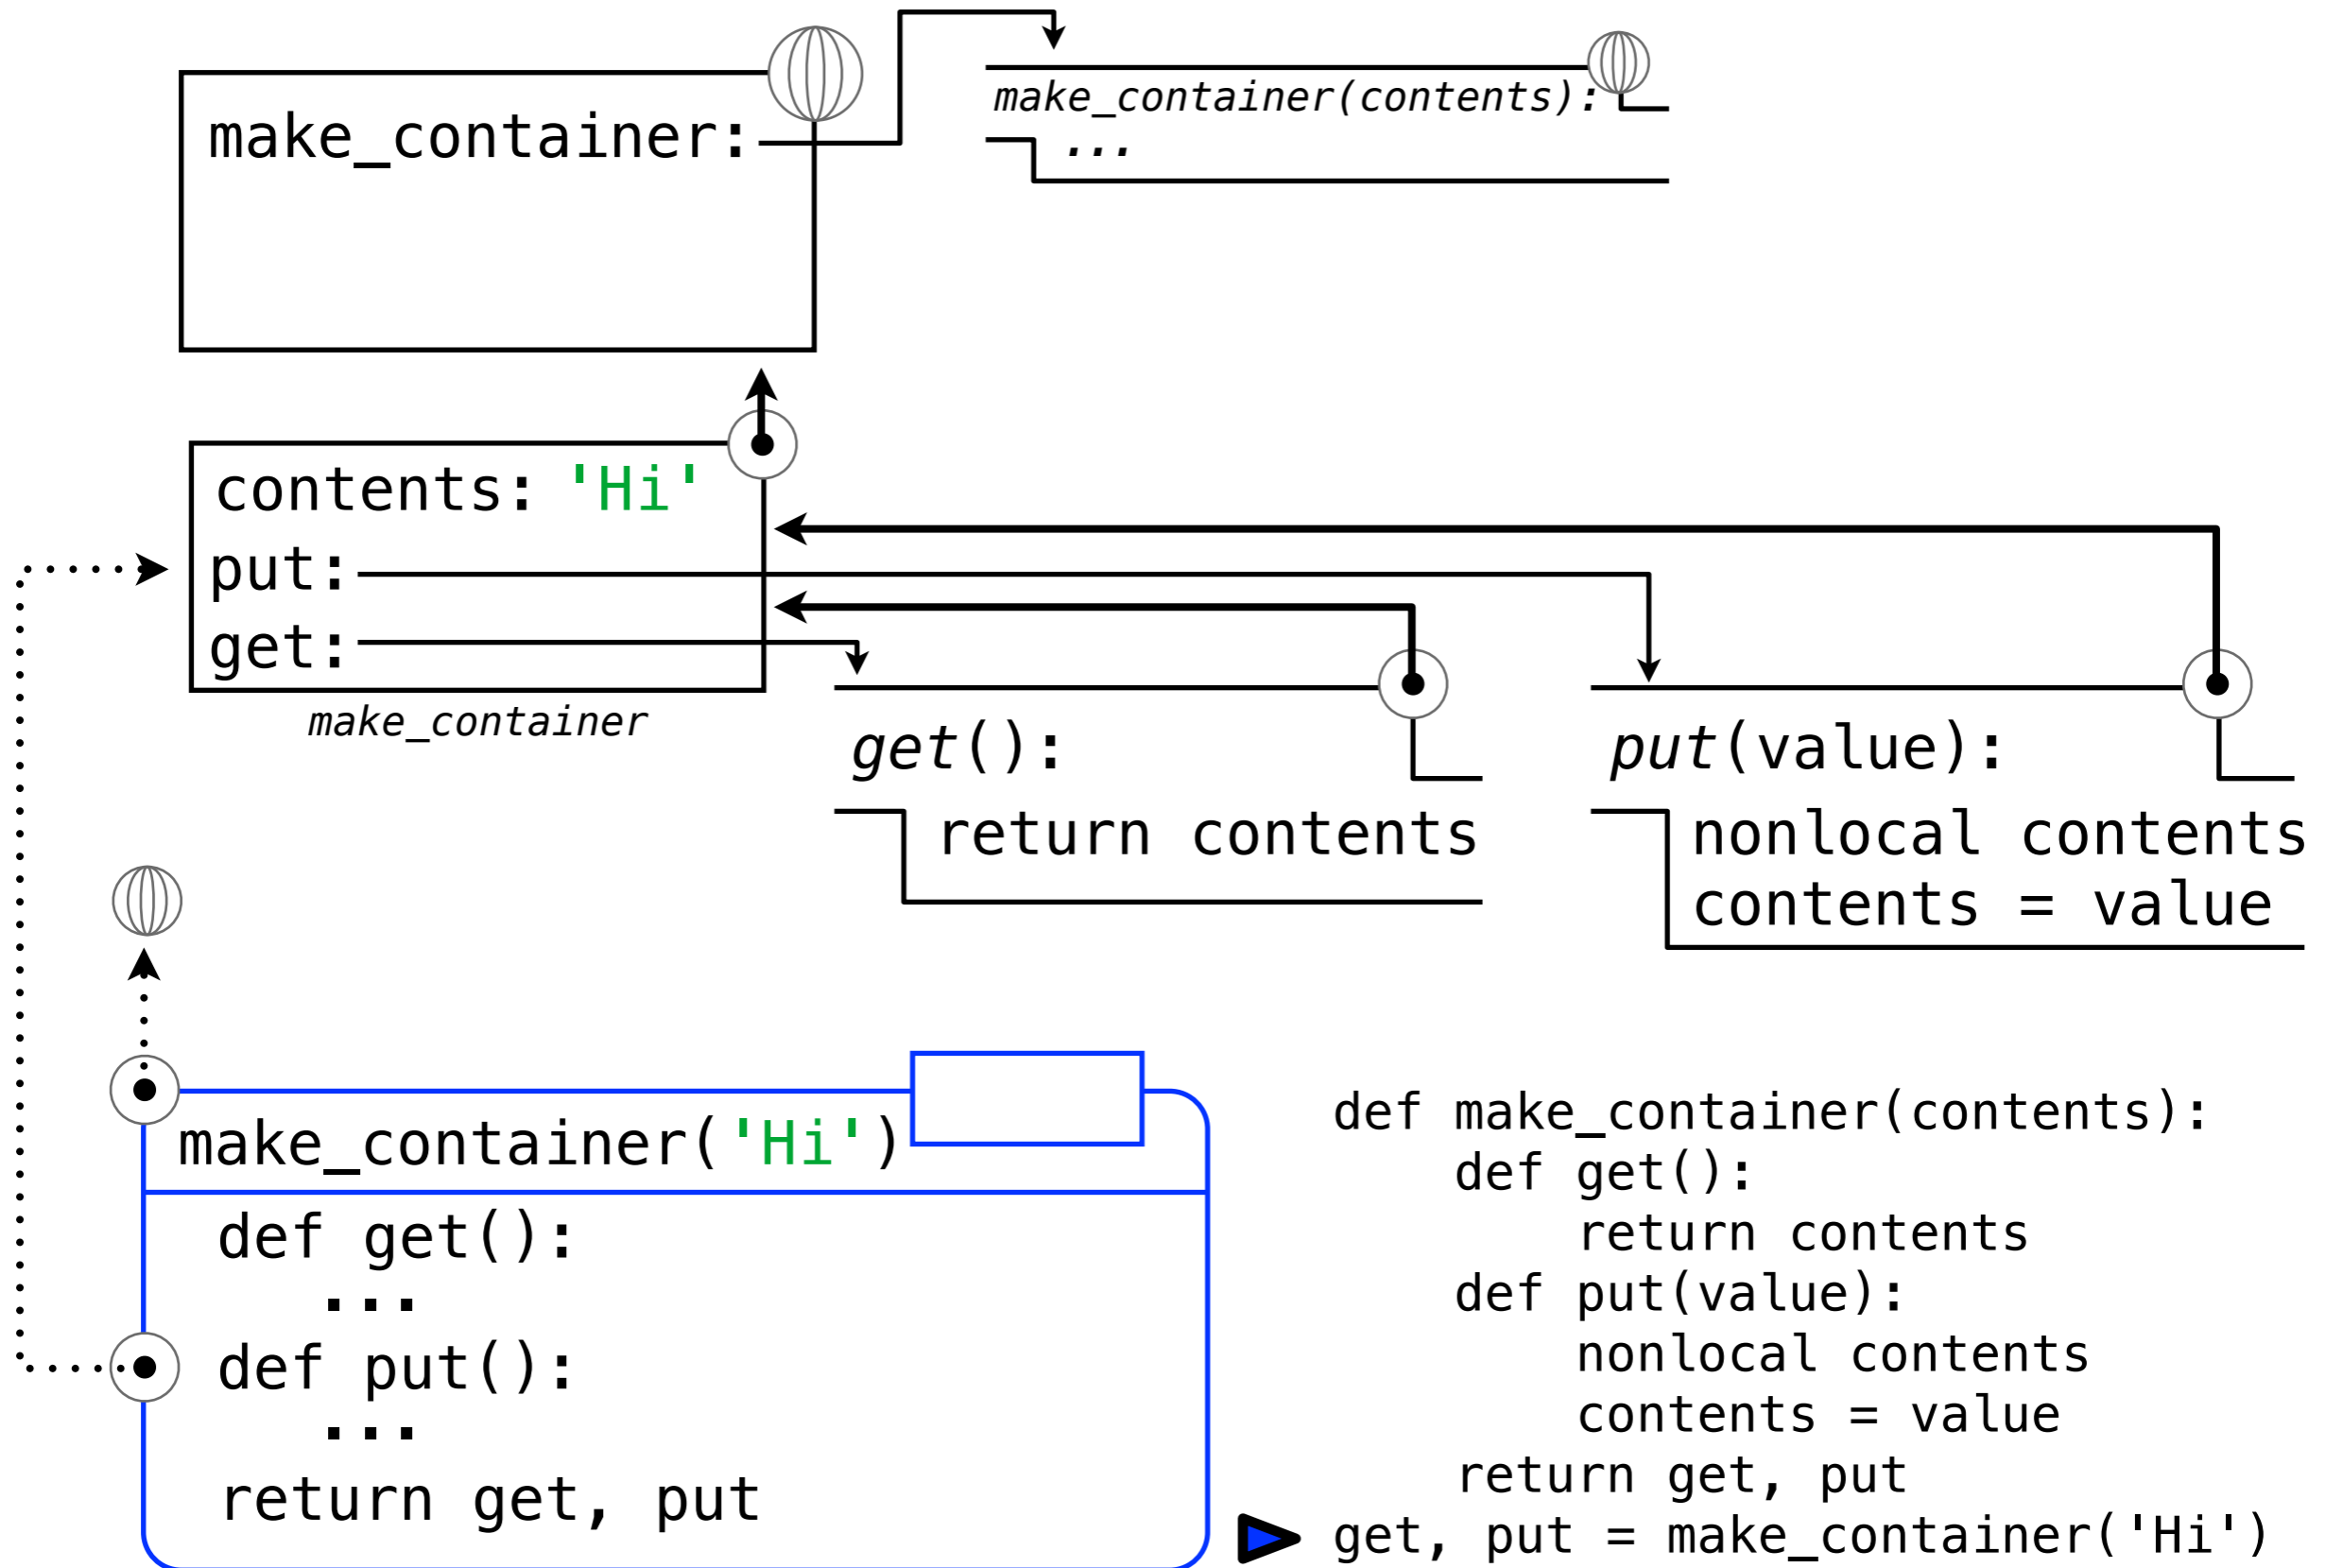 make_container:
make_container(contents):
...
contents: 'Hi'
put:
get:
make_container
get():
return contents
put(value):
nonlocal contents
contents = value
make_container('Hi')
def get():
...
def put():
...
return get, put
def make_container(contents):
def get():
return contents
def put(value):
nonlocal contents
contents = value
return get, put
get, put = make_container('Hi')